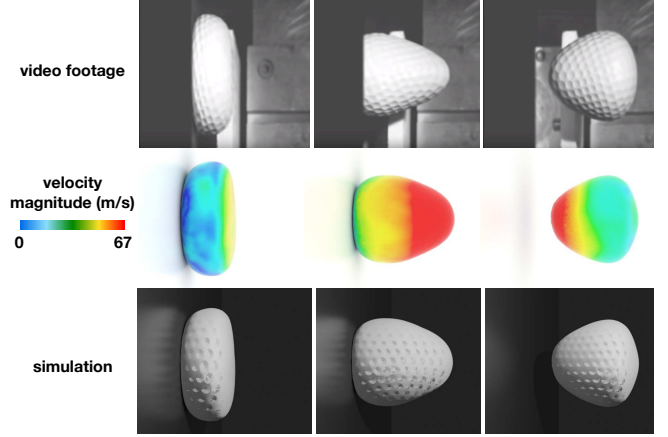 video footage
velocity
magnitude (m/s)
0 67
simulation